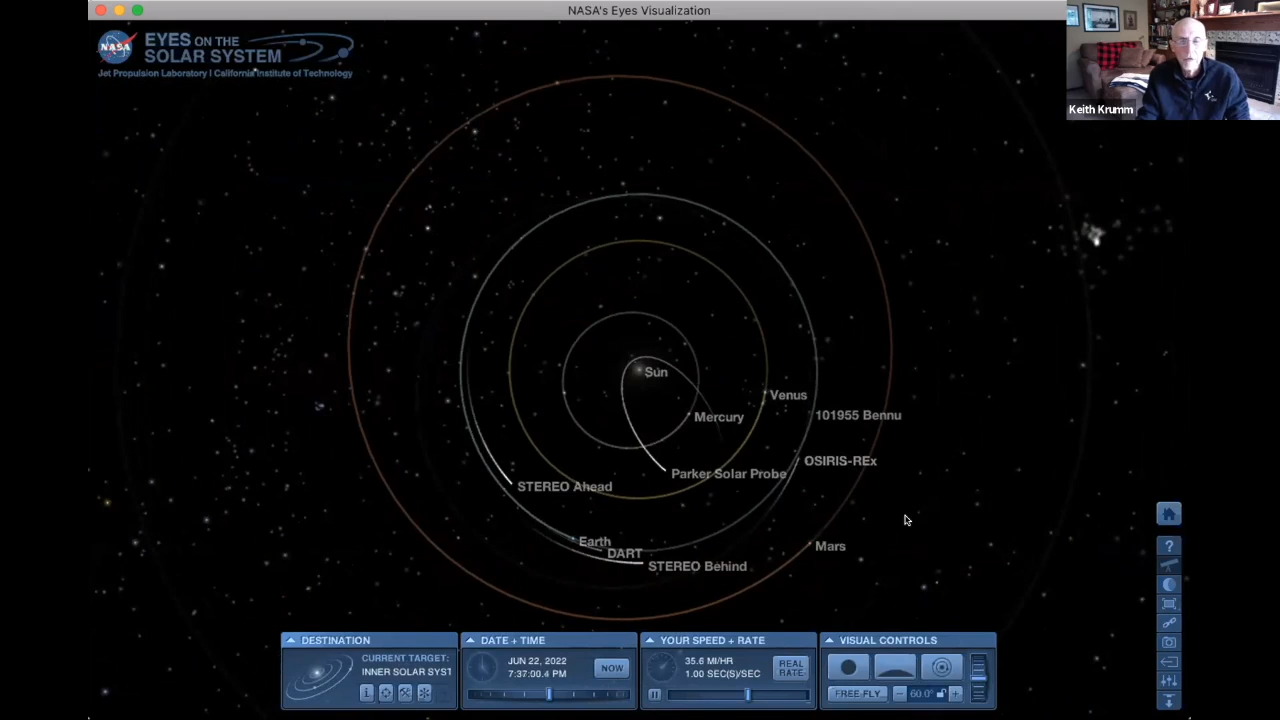 NASA's Eyes Visualization
NASA
EYES ON THE
SOLAR SYSTEM
Jet Propulsion Laboratory | California Institute of Technology
Keith Krumm
Sun
Venus
Mercury
101955 Bennu
OSIRIS-REx
Parker Solar Probe
STEREO Ahead
Earth
DART
Mars
STEREO Behind
DESTINATION
CURRENT TARGET:
INNER SOLAR SYST
DATE + TIME
JUN 22, 2022
7:37:00.4 PM
NOW
YOUR SPEED + RATE
35.6 MI/HR
1.00 SEC(S)/SEC
REAL
RATE
VISUAL CONTROLS
FREE FLY
60.0°
?